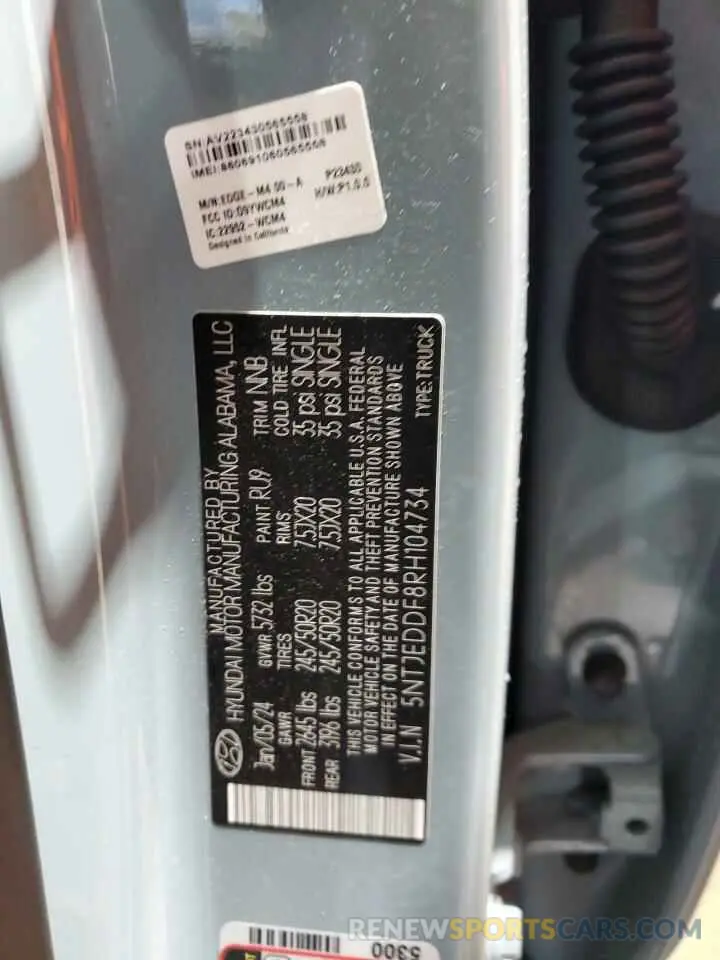 SN:AV223430565558
IMEI:860691060565558
M/N:EDGE-M4 00-A P23430
FCC ID:D9YWCM4 H/W:P1.0.0
IC:22952-WCM4
Designed in California
MANUFACTURED BY
HYUNDAI MOTOR MANUFACTURING ALABAMA, LLC
Jan/05/24 GVWR 5732 lbs PAINT RU9 TRIM NNB
GAWR TIRES RIMS COLD TIRE INFL
FRONT 2645 lbs 245/50R20 7.5JX20 35 psi SINGLE
REAR 3196 lbs 245/50R20 7.5JX20 35 psi SINGLE
THIS VEHICLE CONFORMS TO ALL APPLICABLE U.S.A. FEDERAL
MOTOR VEHICLE SAFETY AND THEFT PREVENTION STANDARDS
IN EFFECT ON THE DATE OF MANUFACTURE SHOWN ABOVE
V.I.N 5NTJEDDF8RH104734 TYPE:TRUCK
5300
RENEWSPORTSCARS.COM